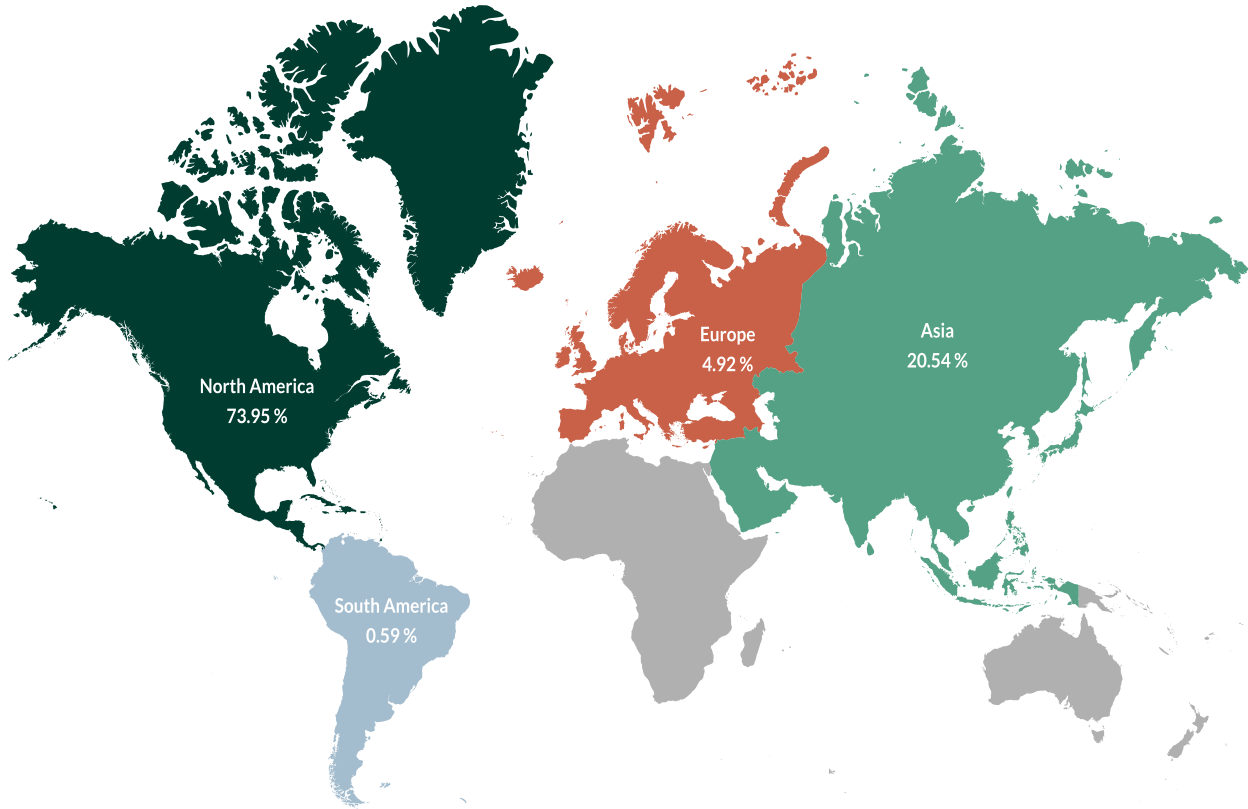 North America
73.95 %
South America
0.59 %
Europe
4.92 %
Asia
20.54 %